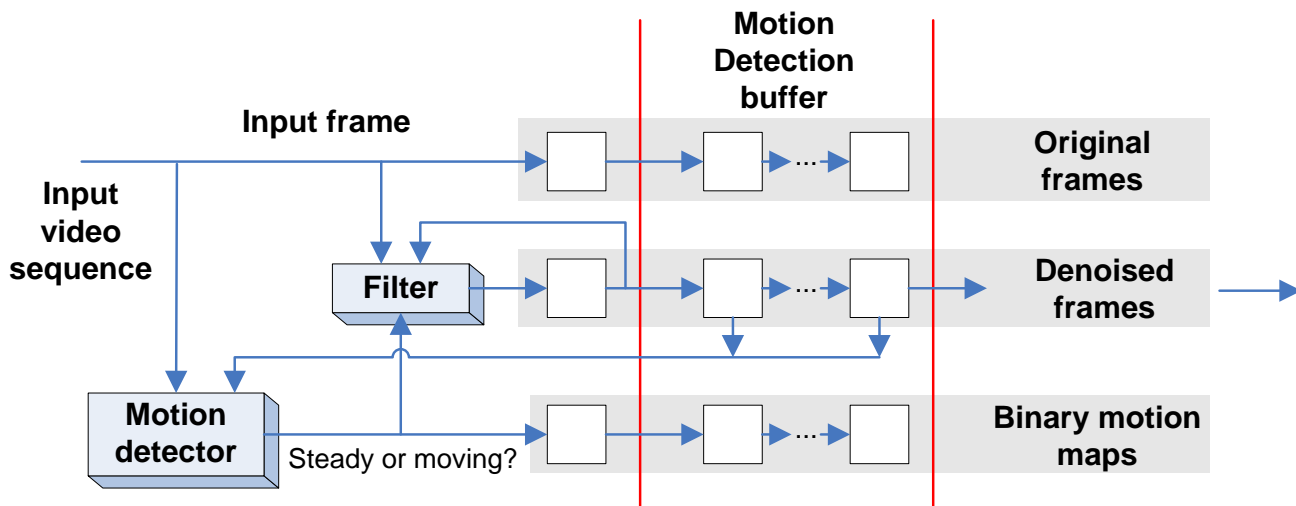 Motion
Detection
buffer
Input frame
Input
video
sequence
...
Original
frames
Filter
...
Denoised
frames
Motion
detector
Steady or moving?
...
Binary motion
maps